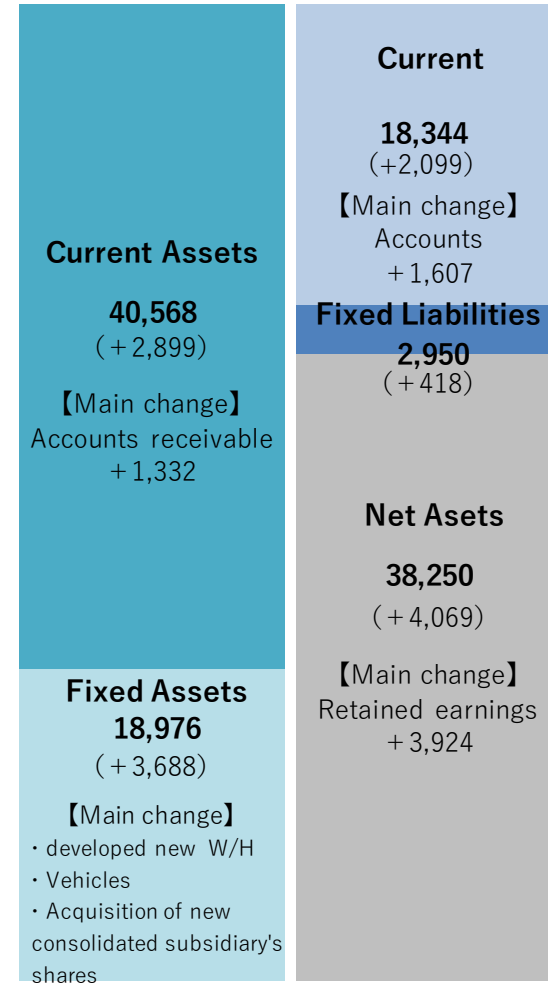 Current Assets
40,568
(+2,899)
【Main change】
Accounts receivable
+1,332
Fixed Assets
18,976
(+3,688)
【Main change】
・developed new W/H
・Vehicles
・Acquisition of new
consolidated subsidiary's
shares
Current
18,344
(+2,099)
【Main change】
Accounts
+1,607
Fixed Liabilities
2,950
(+418)
Net Asets
38,250
(+4,069)
【Main change】
Retained earnings
+3,924